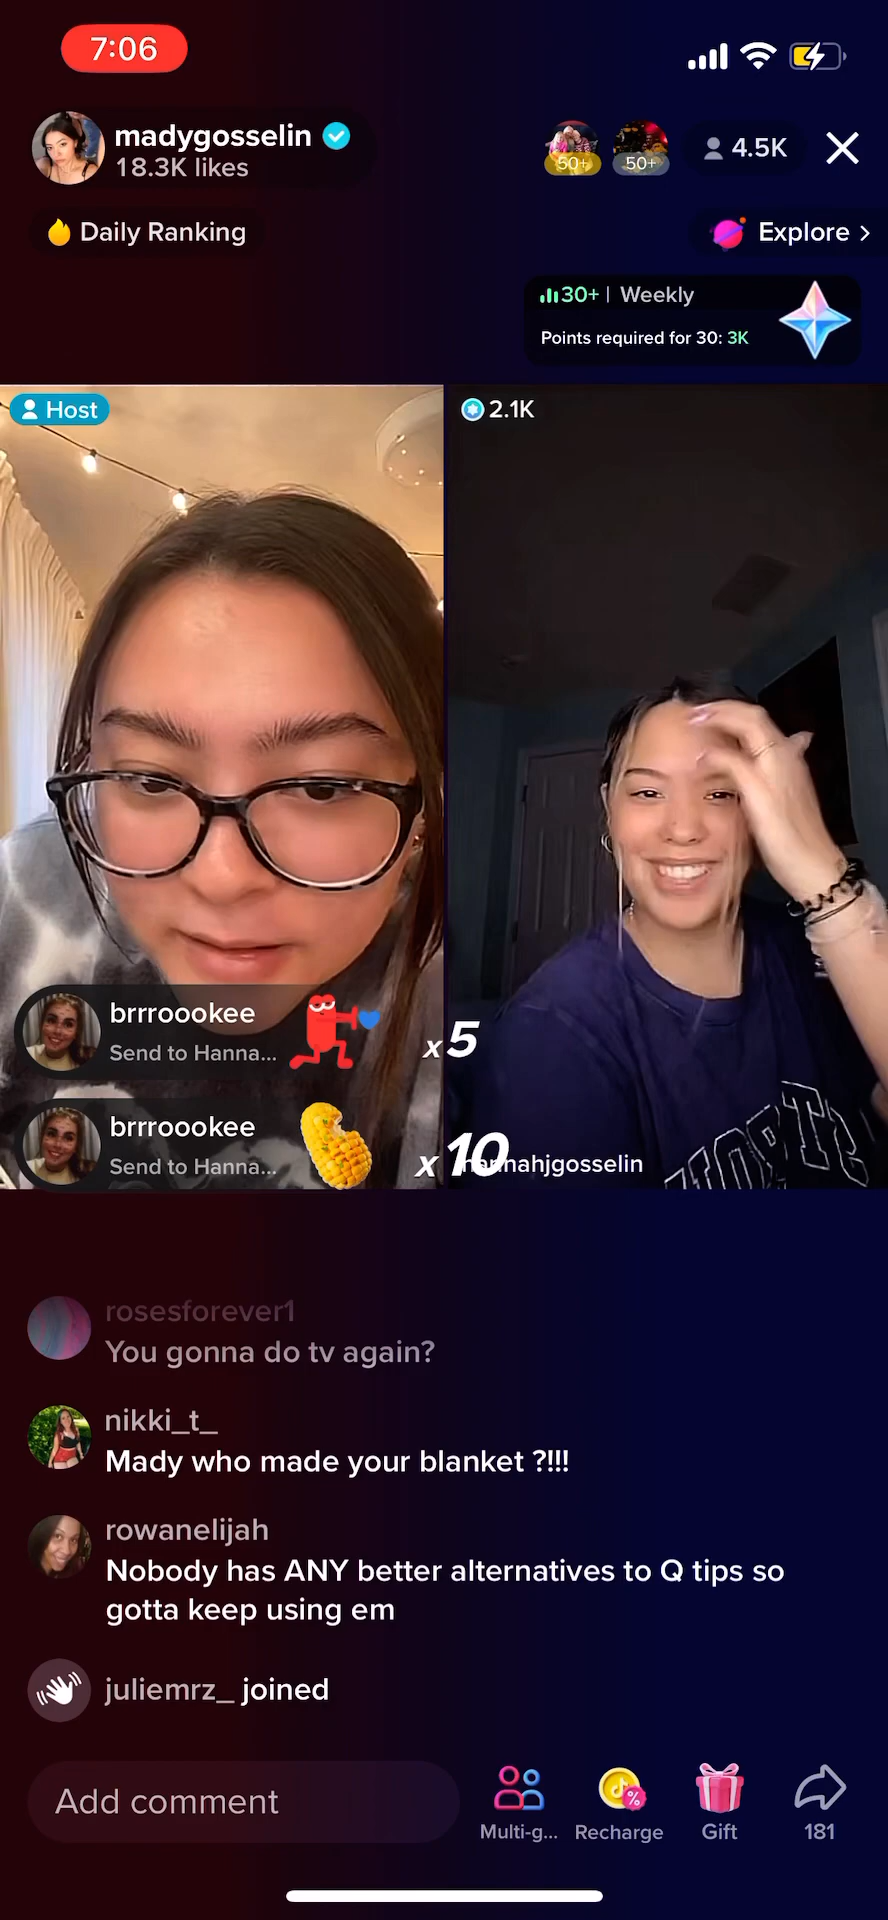 7:06
madygosselin
18.3K likes
50+
50+
4.5K
Daily Ranking
Explore >
30+ | Weekly
Points required for 30: 3K
Host
2.1K
brrroookee
Send to Hanna...
x5
brrroookee
Send to Hanna...
x10
hannahjgosselin
rosesforever1
You gonna do tv again?
nikki_t_
Mady who made your blanket ?!!!
rowanelijah
Nobody has ANY better alternatives to Q tips so
gotta keep using em
juliemrz_ joined
Add comment
Multi-g...
Recharge
Gift
181